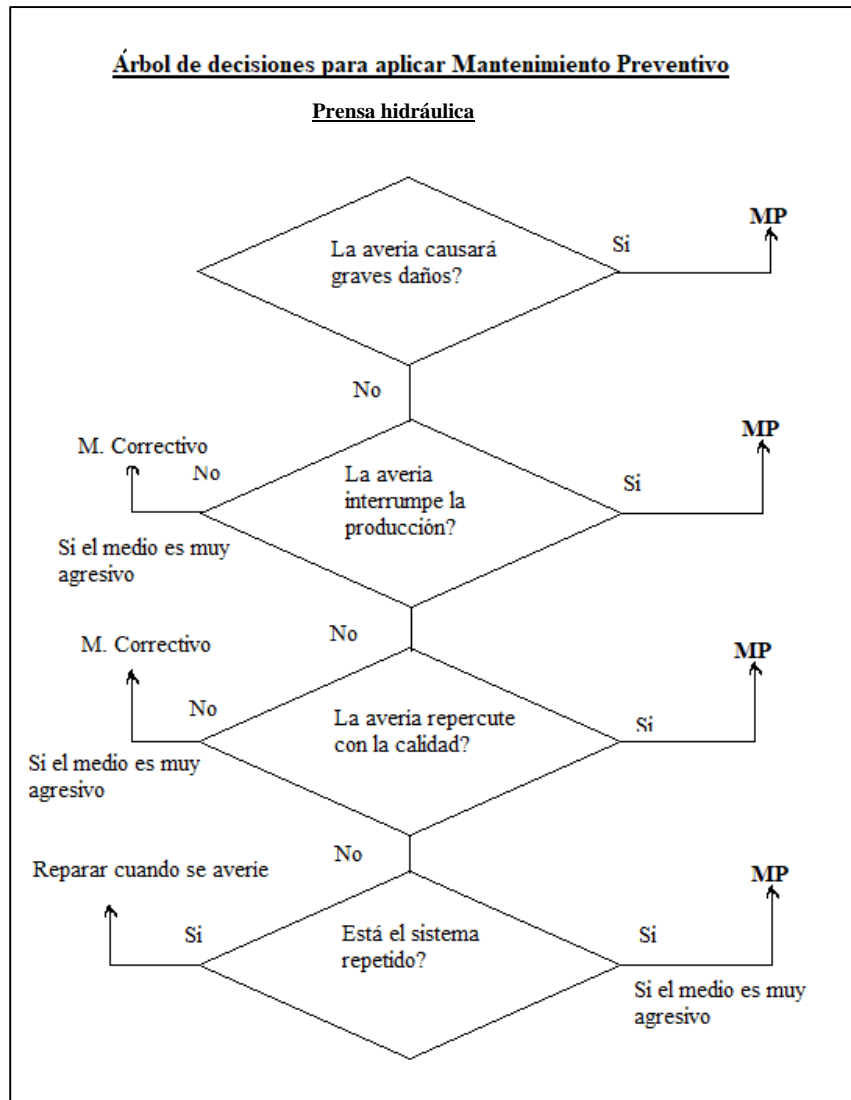 Árbol de decisiones para aplicar Mantenimiento Preventivo
Prensa hidráulica
La avería causará
graves daños?
Si
MP
No
M. Correctivo
No
La avería
interrumpe la
producción?
Si
MP
Si el medio es muy
agresivo
No
M. Correctivo
No
La avería repercute
con la calidad?
Si
MP
Si el medio es muy
agresivo
No
Reparar cuando se averie
Si
Está el sistema
repetido?
Si
MP
Si el medio es muy
agresivo